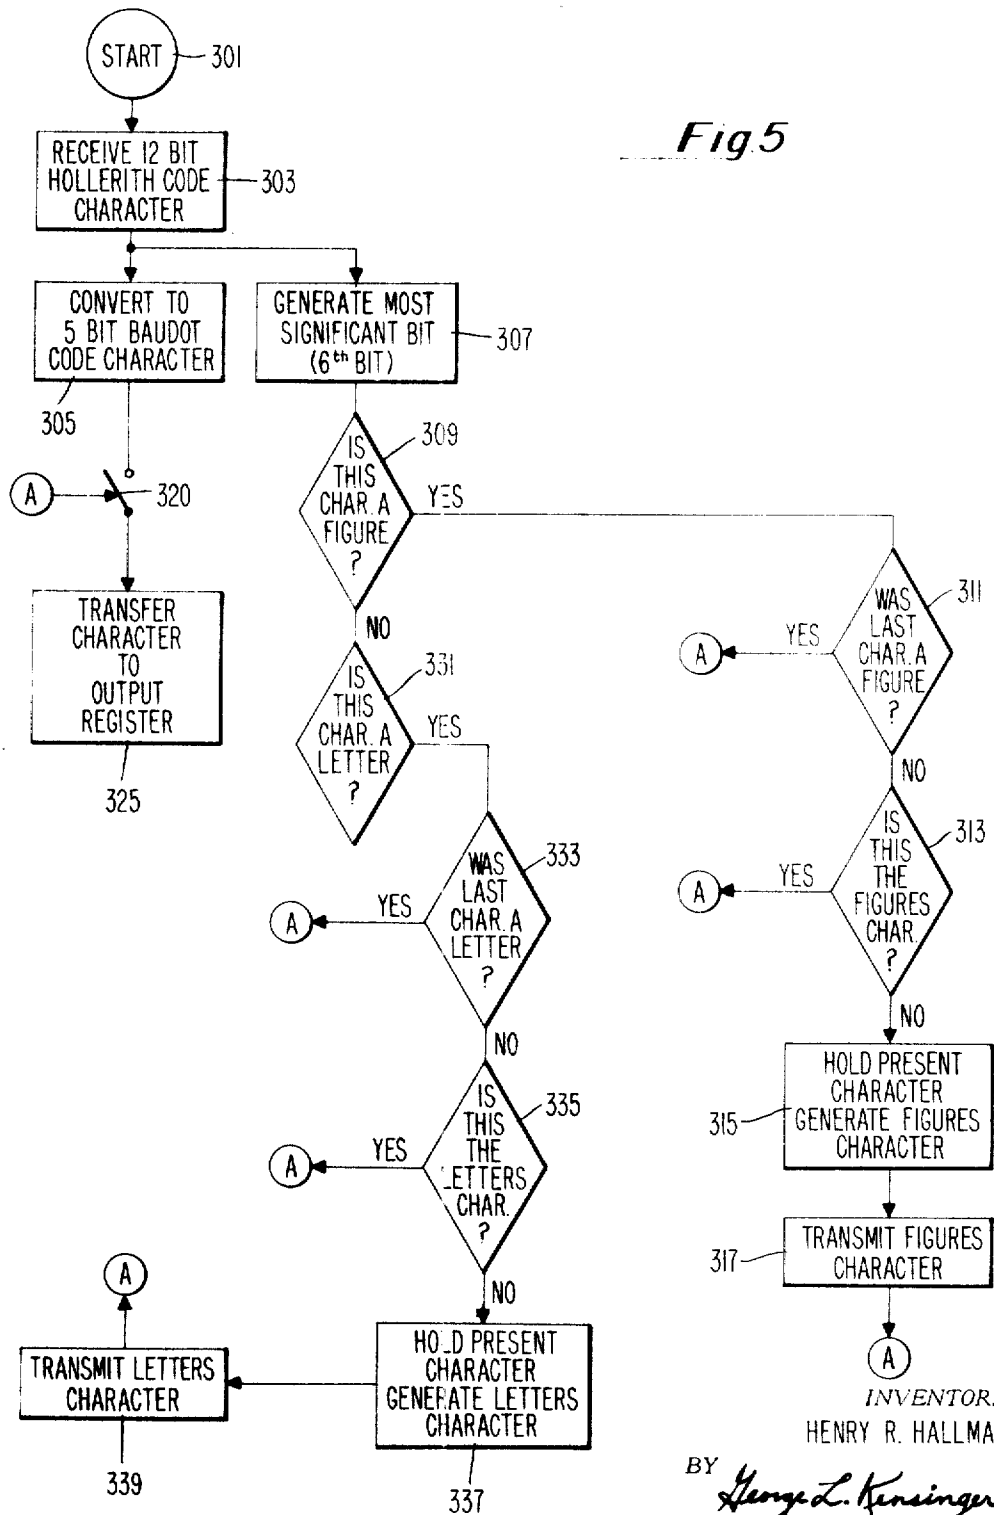 START
301
Fig. 5
RECEIVE 12 BIT
HOLLERITH CODE
CHARACTER
303
CONVERT TO
5 BIT BAUDOT
CODE CHARACTER
305
GENERATE MOST
SIGNIFICANT BIT
(6th BIT)
307
IS
THIS
CHAR. A
FIGURE
?
309
YES
NO
A
320
TRANSFER
CHARACTER
TO
OUTPUT
REGISTER
325
IS
THIS
CHAR. A
LETTER
?
331
YES
WAS
LAST
CHAR. A
FIGURE
?
311
YES
A
NO
IS
THIS
THE
FIGURES
CHAR.
?
313
YES
A
NO
WAS
LAST
CHAR. A
LETTER
?
333
YES
A
NO
IS
THIS
THE
LETTERS
CHAR.
?
335
YES
A
NO
HOLD PRESENT
CHARACTER
GENERATE FIGURES
CHARACTER
315
TRANSMIT FIGURES
CHARACTER
317
A
HOLD PRESENT
CHARACTER
GENERATE LETTERS
CHARACTER
337
TRANSMIT LETTERS
CHARACTER
339
A
INVENTOR.
HENRY R. HALLMA
BY George L. Kensinger